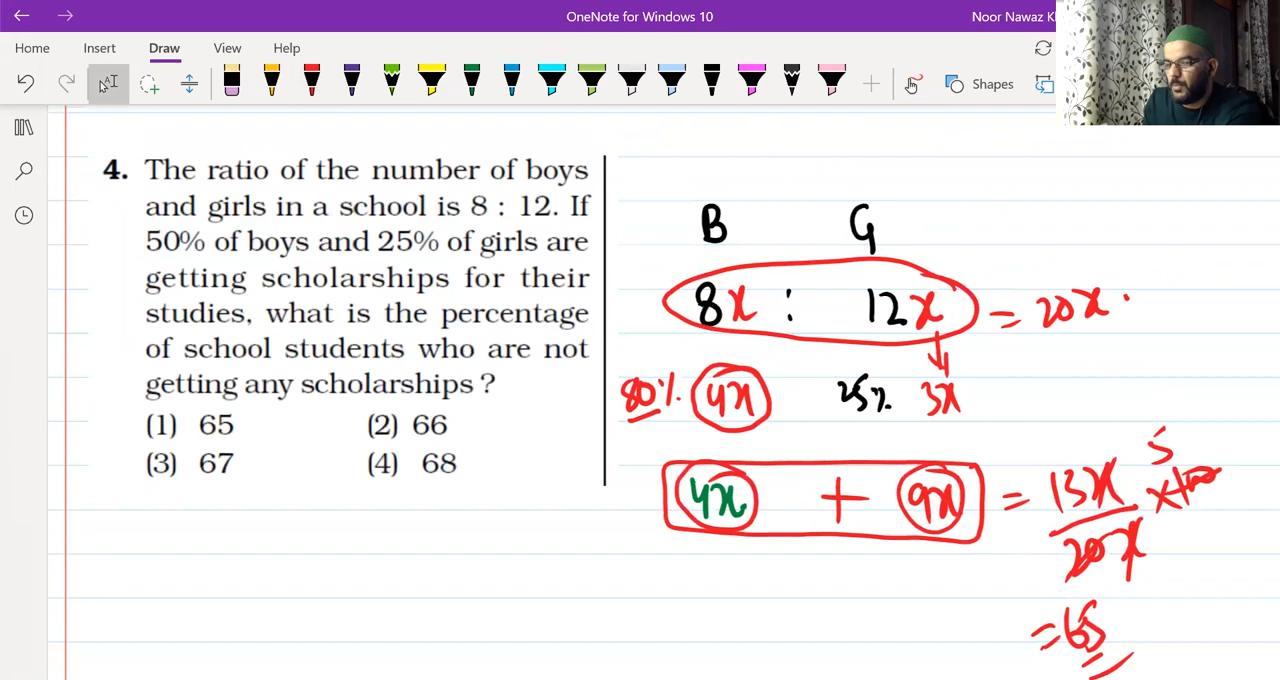 OneNote for Windows 10
Noor Nawaz Kh
Home Insert Draw View Help
Shapes
4. The ratio of the number of boys
and girls in a school is 8 : 12. If
50% of boys and 25% of girls are
getting scholarships for their
studies, what is the percentage
of school students who are not
getting any scholarships ?
(1) 65 (2) 66
(3) 67 (4) 68
B G
8x : 12x = 20x
80% 4x 25% 3x
4x + 9x = 13x/20x x100 5
= 65